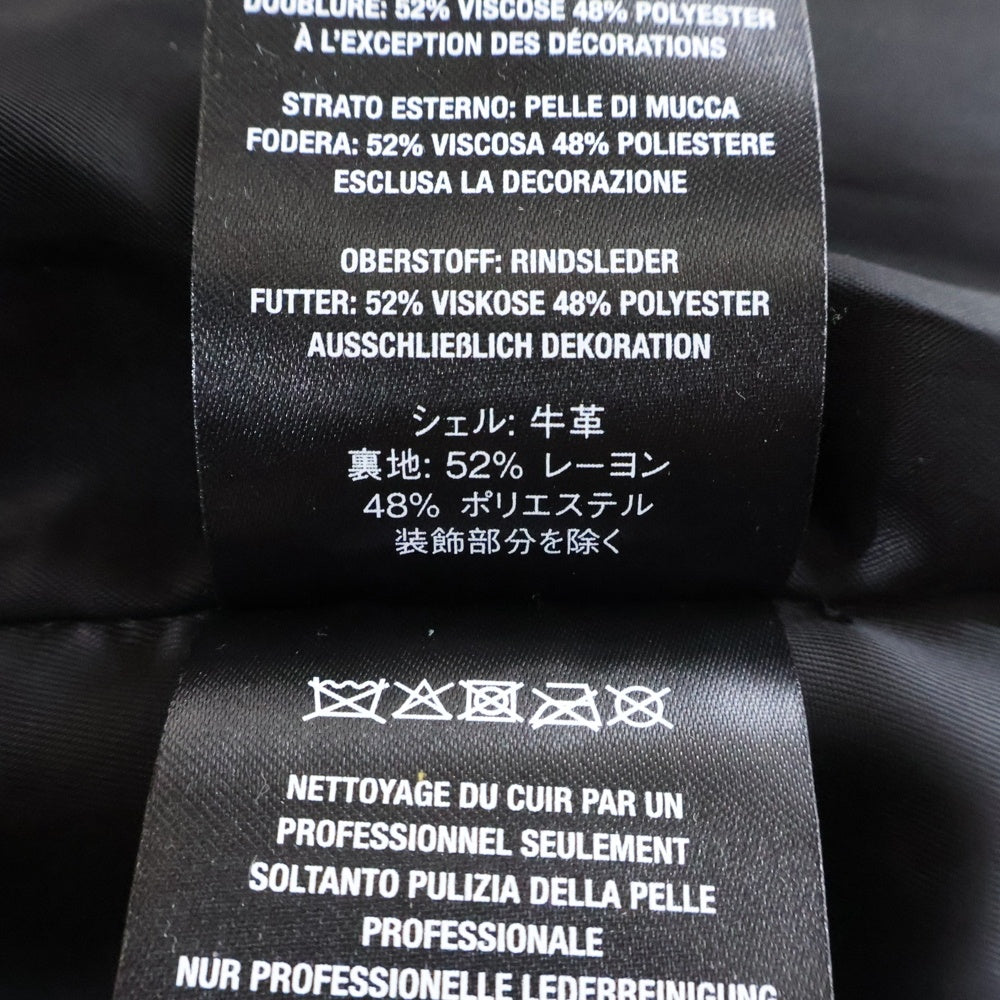 DOUBLURE: 52% VISCOSE 48% POLYESTER
À L'EXCEPTION DES DÉCORATIONS
STRATO ESTERNO: PELLE DI MUCCA
FODERA: 52% VISCOSA 48% POLIESTERE
ESCLUSA LA DECORAZIONE
OBERSTOFF: RINDSLEDER
FUTTER: 52% VISKOSE 48% POLYESTER
AUSSCHLIEßLICH DEKORATION
シェル: 牛革
裏地: 52% レーヨン
48% ポリエステル
装飾部分を除く
NETTOYAGE DU CUIR PAR UN
PROFESSIONNEL SEULEMENT
SOLTANTO PULIZIA DELLA PELLE
PROFESSIONALE
NUR PROFESSIONELLE LEDERREINIGUNG